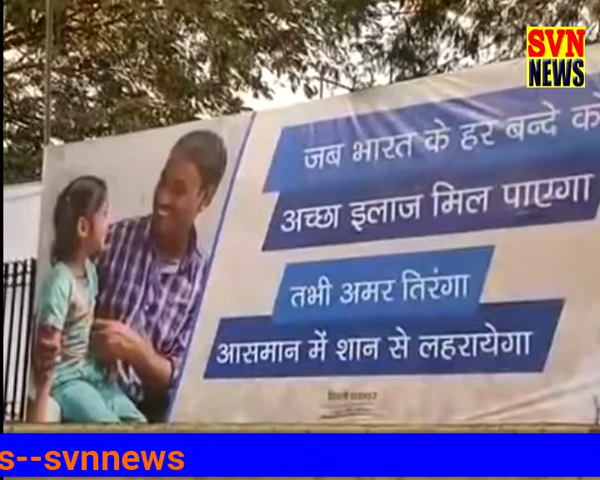 SVN
NEWS
जब भारत के हर बन्दे को
अच्छा इलाज मिल पाएगा
तभी अमर तिरंगा
आसमान में शान से लहरायेगा
s--svnnews